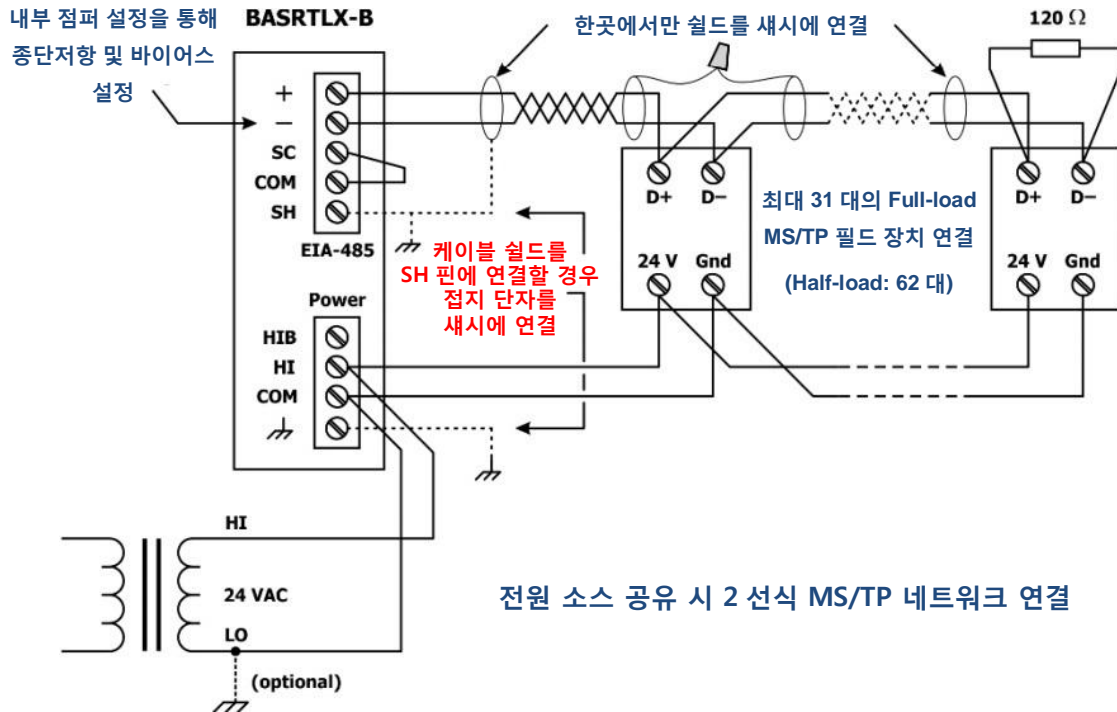 내부 점퍼 설정을 통해
종단저항 및 바이어스
설정
BASRTLX-B
한곳에서만 쉴드를 섀시에 연결
120 Ω
+
−
SC
COM
SH
EIA-485
D+ D−
D+ D−
최대 31 대의 Full-load
MS/TP 필드 장치 연결
(Half-load: 62 대)
케이블 쉴드를
SH 핀에 연결할 경우
접지 단자를
섀시에 연결
24 V Gnd
24 V Gnd
Power
HIB
HI
COM
HI
24 VAC
LO
(optional)
전원 소스 공유 시 2 선식 MS/TP 네트워크 연결